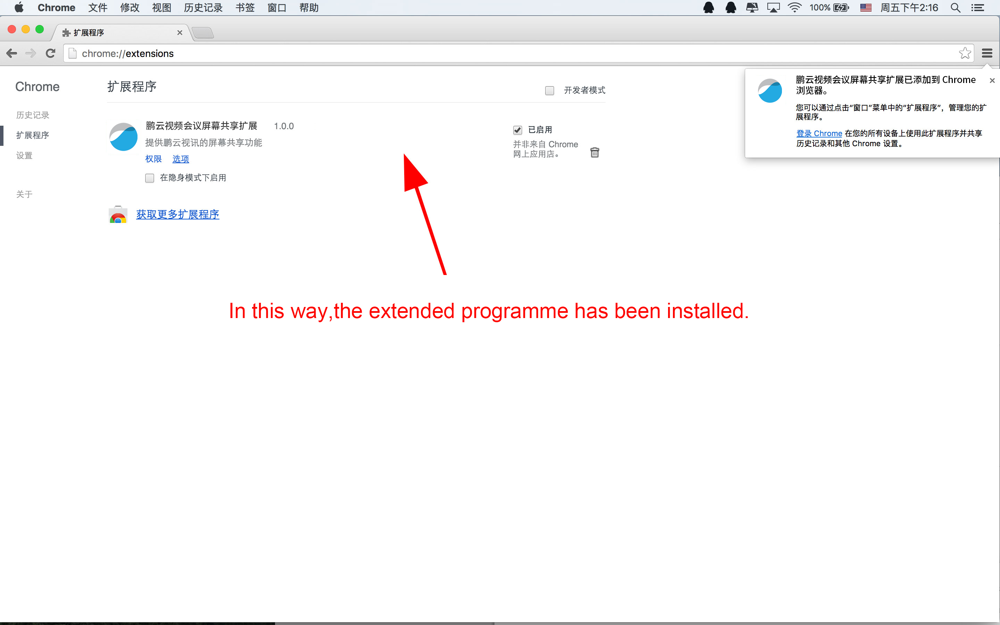 Chrome 文件 修改 视图 历史记录 书签 窗口 帮助 100% 周五下午2:16
扩展程序
chrome://extensions
Chrome
历史记录
扩展程序
设置
关于
扩展程序
开发者模式
鹏云视频会议屏幕共享扩展 1.0.0
提供鹏云视讯的屏幕共享功能
权限 选项
在隐身模式下启用
已启用
并非来自 Chrome
网上应用店。
获取更多扩展程序
鹏云视频会议屏幕共享扩展已添加到 Chrome
浏览器。
您可以通过点击“窗口”菜单中的“扩展程序”，管理您的扩
展程序。
登录 Chrome 在您的所有设备上使用此扩展程序并共享
历史记录和其他 Chrome 设置。
In this way,the extended programme has been installed.